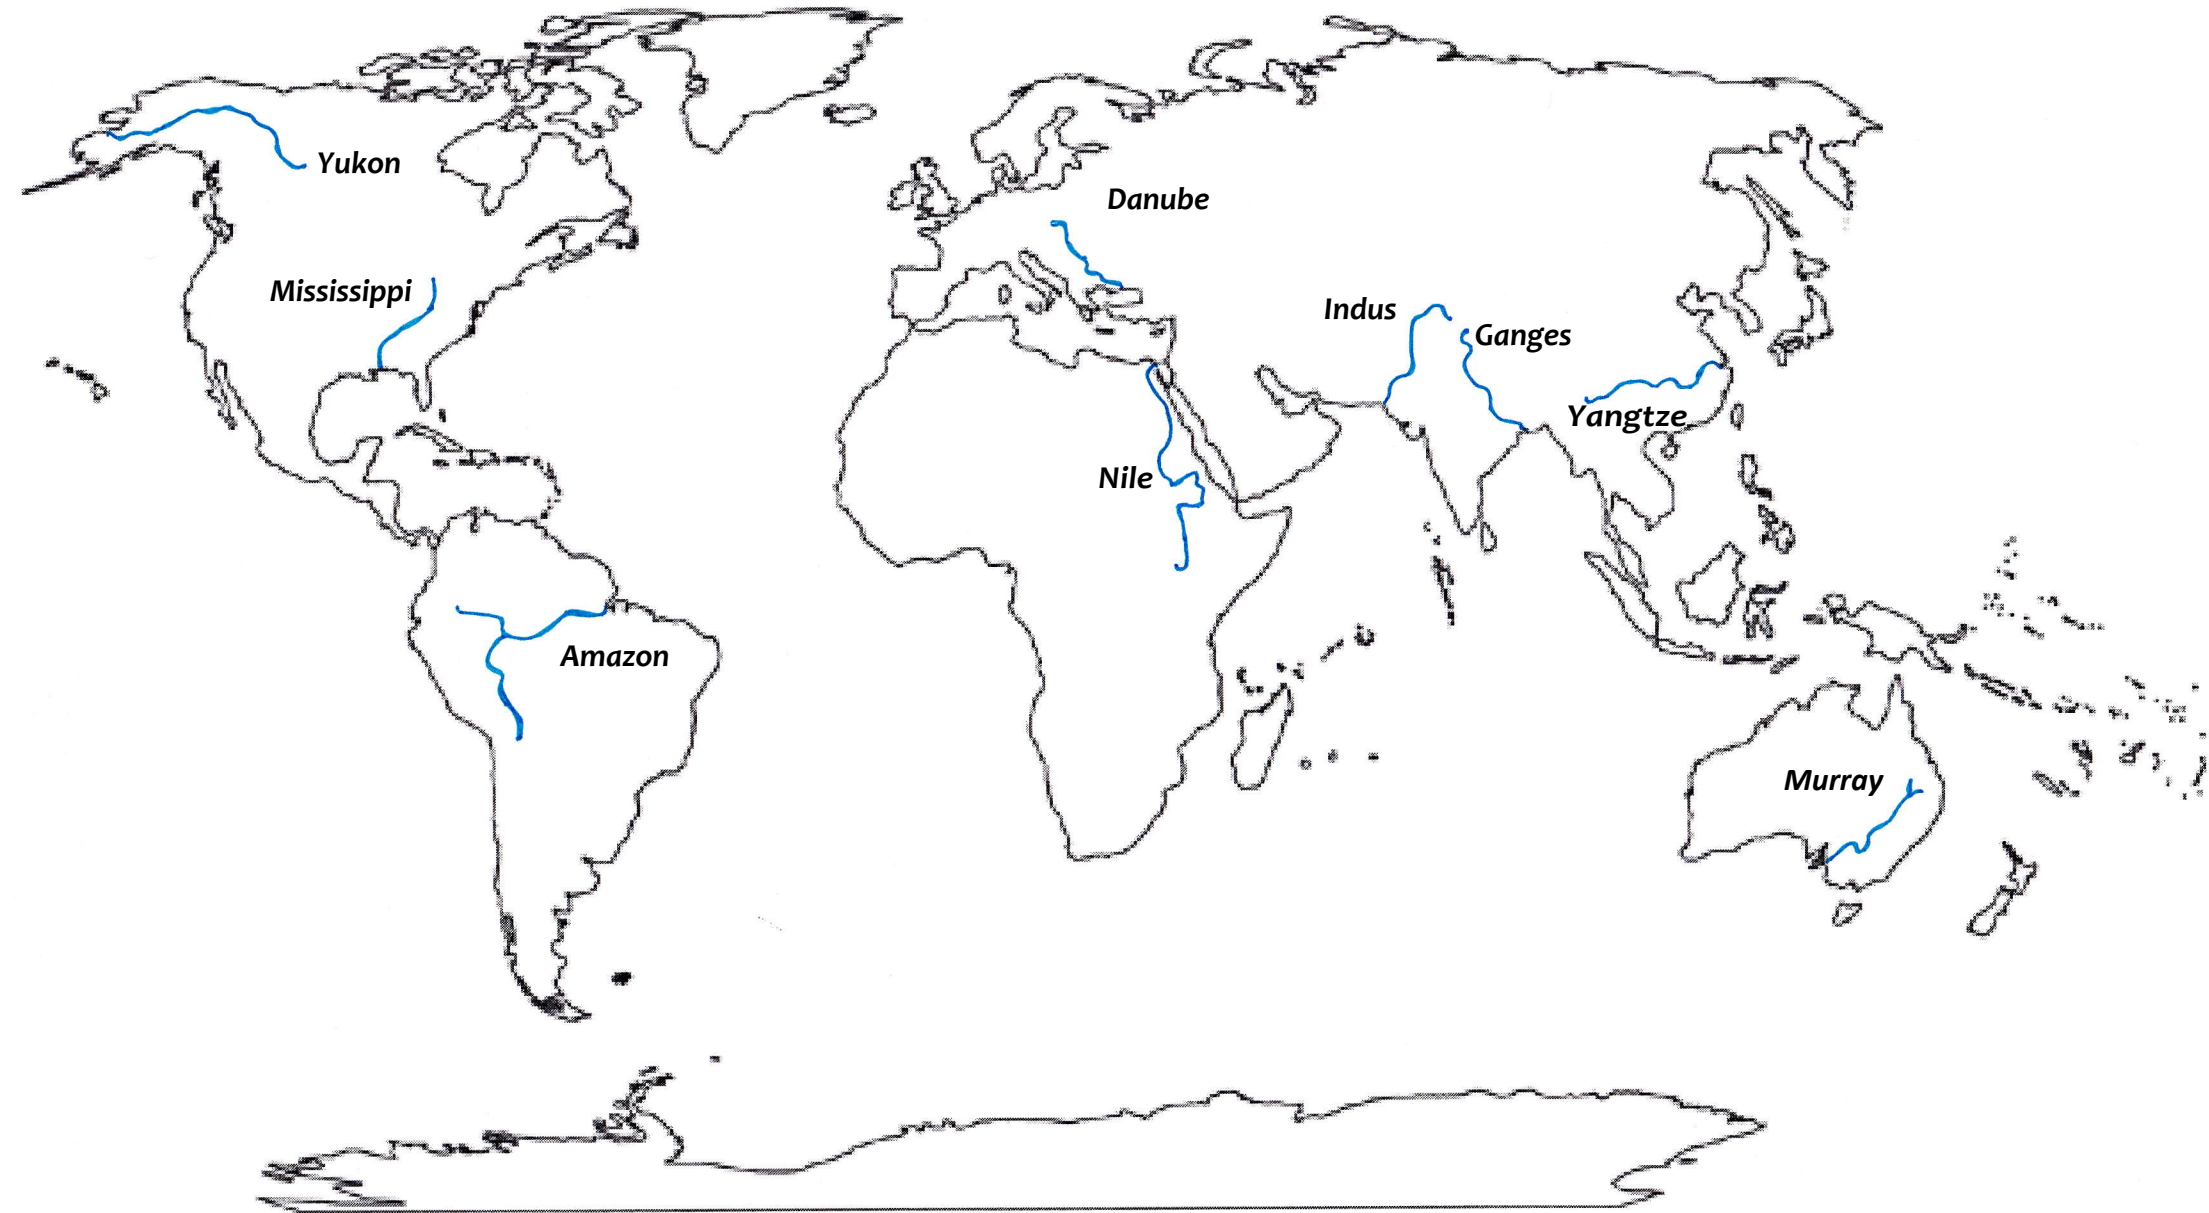 Yukon
Danube
Mississippi
Indus
Ganges
Yangtze
Nile
Amazon
Murray